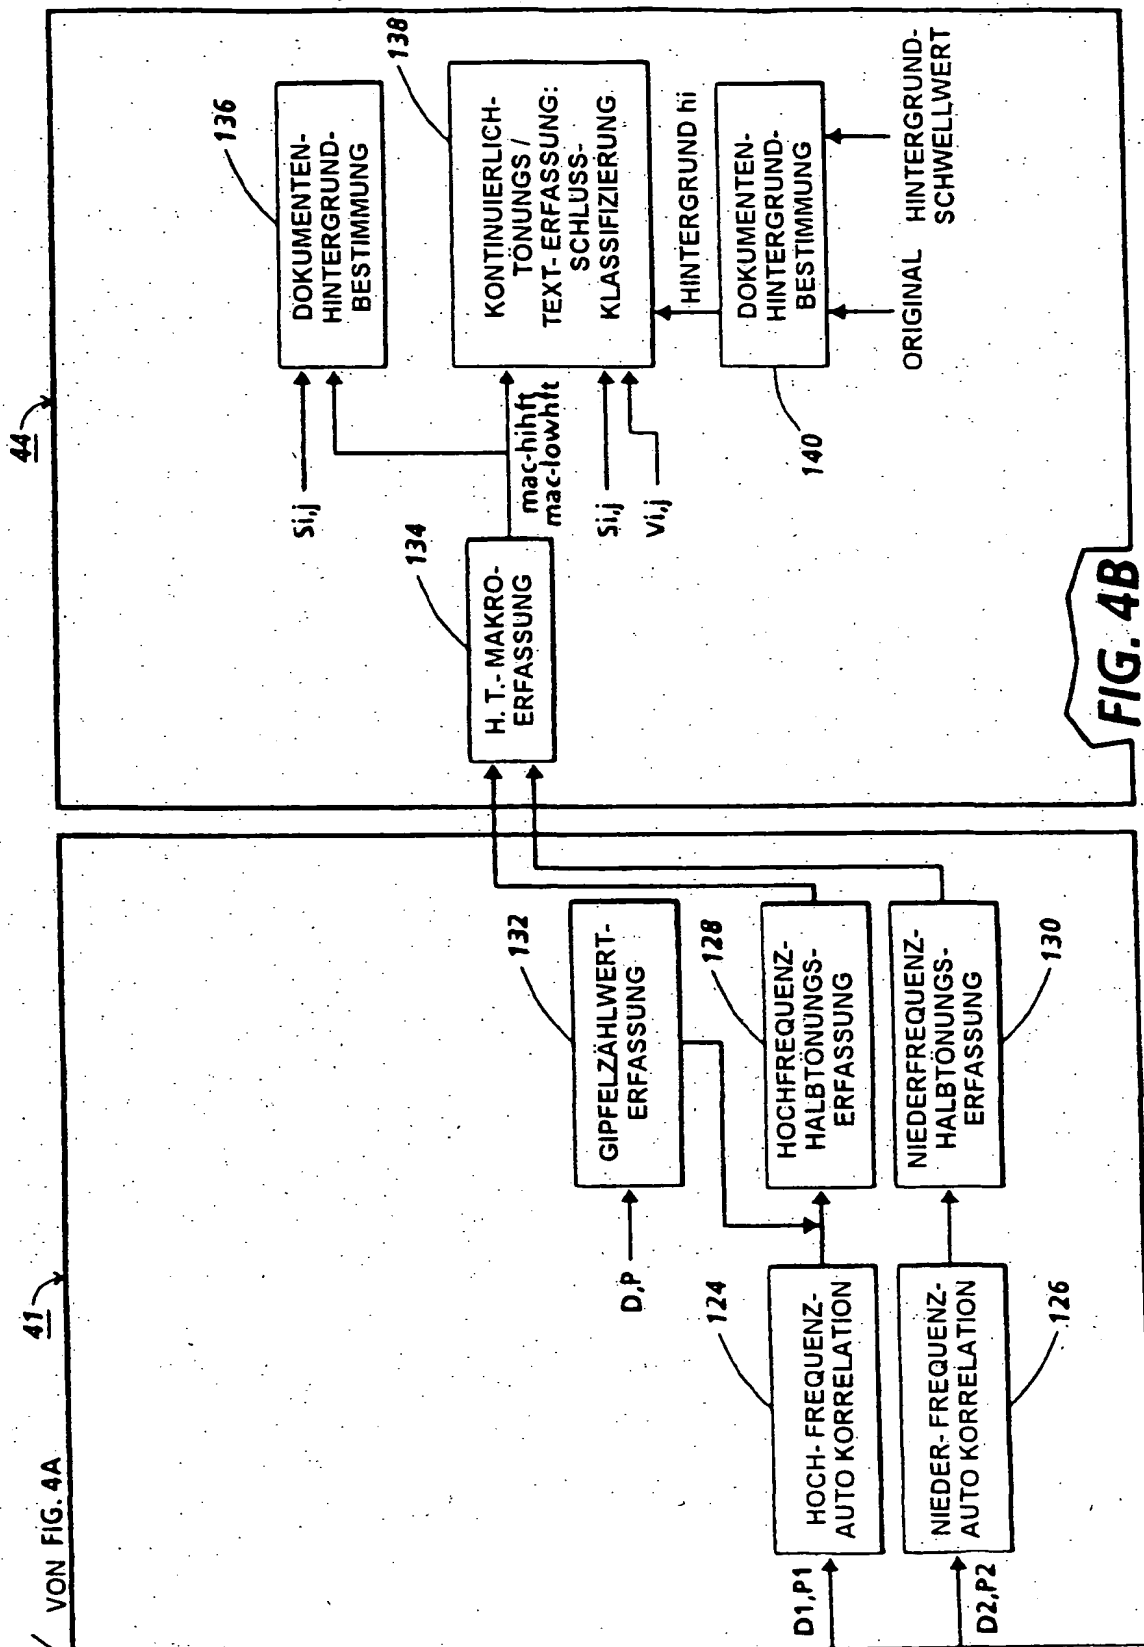 VON FIG. 4A
41
D1,P1
D2,P2
HOCH- FREQUENZ-
AUTO KORRELATION
124
NIEDER- FREQUENZ-
AUTO KORRELATION
126
D,P
GIPFELZÄHLWERT-
ERFASSUNG
132
HOCHFREQUENZ-
HALBTÖNUNGS-
ERFASSUNG
128
NIEDERFREQUENZ-
HALBTÖNUNGS-
ERFASSUNG
130
44
H. T.- MAKRO-
ERFASSUNG
134
mac-hihft
mac-lowhft
Si,j
DOKUMENTEN-
HINTERGRUND-
BESTIMMUNG
136
Si,j
Vi,j
KONTINUIERLICH-
TÖNUNGS /
TEXT- ERFASSUNG:
SCHLUSS-
KLASSIFIZIERUNG
138
HINTERGRUND hi
DOKUMENTEN-
HINTERGRUND-
BESTIMMUNG
140
ORIGINAL
HINTERGRUND-
SCHWELLWERT
FIG. 4B